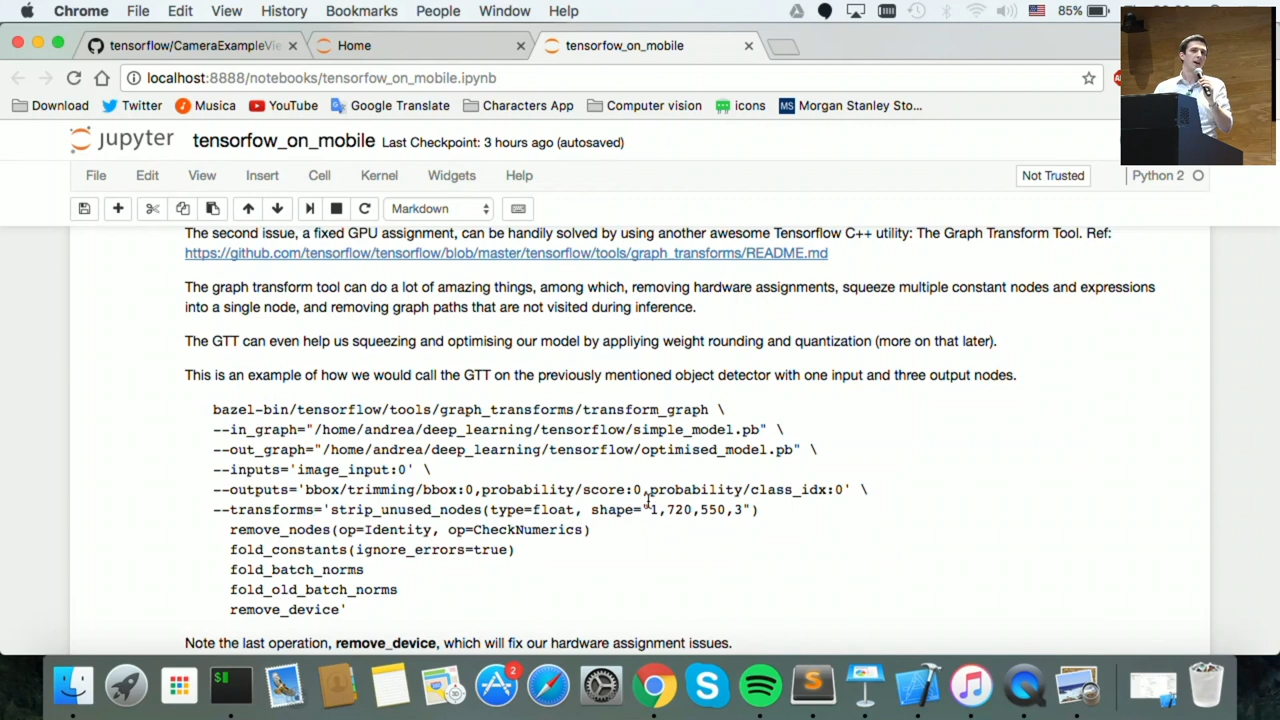 Chrome File Edit View History Bookmarks People Window Help 85%
tensorflow/CameraExampleVi Home tensorfow_on_mobile
localhost:8888/notebooks/tensorfow_on_mobile.ipynb
Download Twitter Musica YouTube Google Translate Characters App Computer vision icons MS Morgan Stanley Sto...
jupyter tensorfow_on_mobile Last Checkpoint: 3 hours ago (autosaved)
File Edit View Insert Cell Kernel Widgets Help Not Trusted Python 2
Markdown
The second issue, a fixed GPU assignment, can be handily solved by using another awesome Tensorflow C++ utility: The Graph Transform Tool. Ref:
https://github.com/tensorflow/tensorflow/blob/master/tensorflow/tools/graph_transforms/README.md
The graph transform tool can do a lot of amazing things, among which, removing hardware assignments, squeeze multiple constant nodes and expressions
into a single node, and removing graph paths that are not visited during inference.
The GTT can even help us squeezing and optimising our model by appliying weight rounding and quantization (more on that later).
This is an example of how we would call the GTT on the previously mentioned object detector with one input and three output nodes.
bazel-bin/tensorflow/tools/graph_transforms/transform_graph \
--in_graph="/home/andrea/deep_learning/tensorflow/simple_model.pb" \
--out_graph="/home/andrea/deep_learning/tensorflow/optimised_model.pb" \
--inputs='image_input:0' \
--outputs='bbox/trimming/bbox:0,probability/score:0,probability/class_idx:0' \
--transforms='strip_unused_nodes(type=float, shape="1,720,550,3")
remove_nodes(op=Identity, op=CheckNumerics)
fold_constants(ignore_errors=true)
fold_batch_norms
fold_old_batch_norms
remove_device'
Note the last operation, remove_device, which will fix our hardware assignment issues.
2